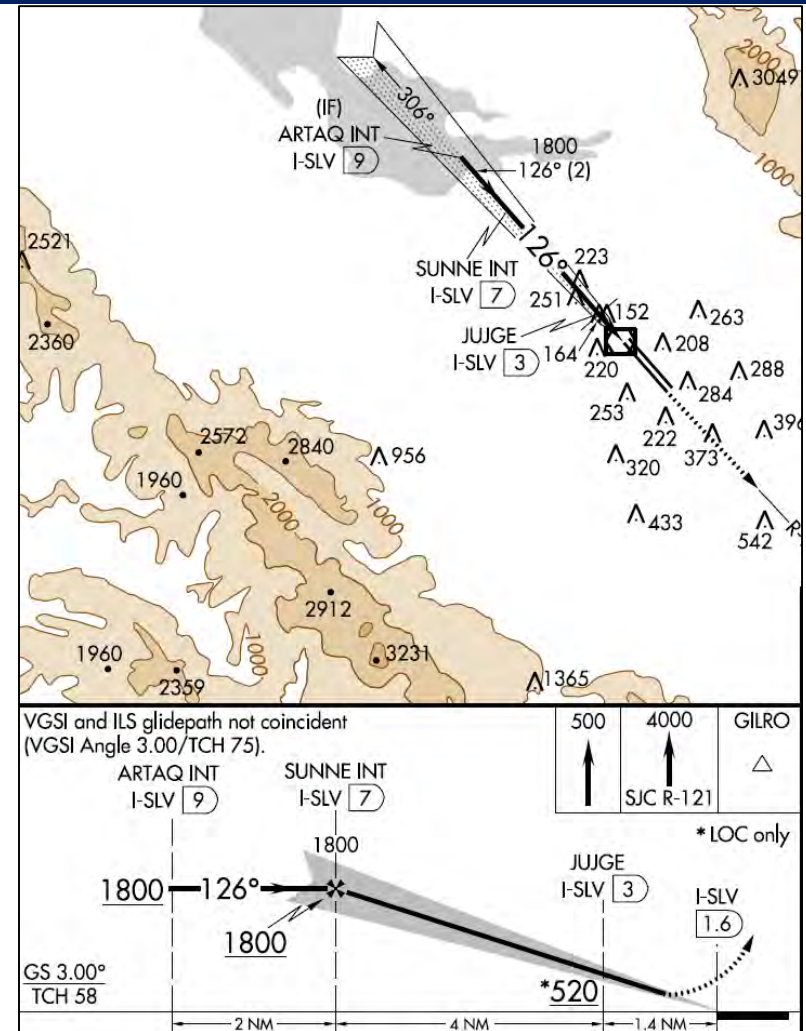 2000
3049
1000
306°
(IF)
ARTAQ INT
I-SLV 9
1800
126° (2)
126°
2521
SUNNE INT
I-SLV 7
223
251
152
263
JUJGE
I-SLV 3
164
208
220
2360
288
284
253
396
222
373
2572
2840
956
320
1960
2000
1000
433
542
2912
1000
3231
1960
2359
1365
VGSI and ILS glidepath not coincident
(VGSI Angle 3.00/TCH 75).
500
4000
GILRO
SJC R-121
ARTAQ INT
I-SLV 9
SUNNE INT
I-SLV 7
* LOC only
1800
JUJGE
I-SLV 3
I-SLV
1.6
1800
126°
1800
GS 3.00°
TCH 58
*520
2 NM
4 NM
1.4 NM